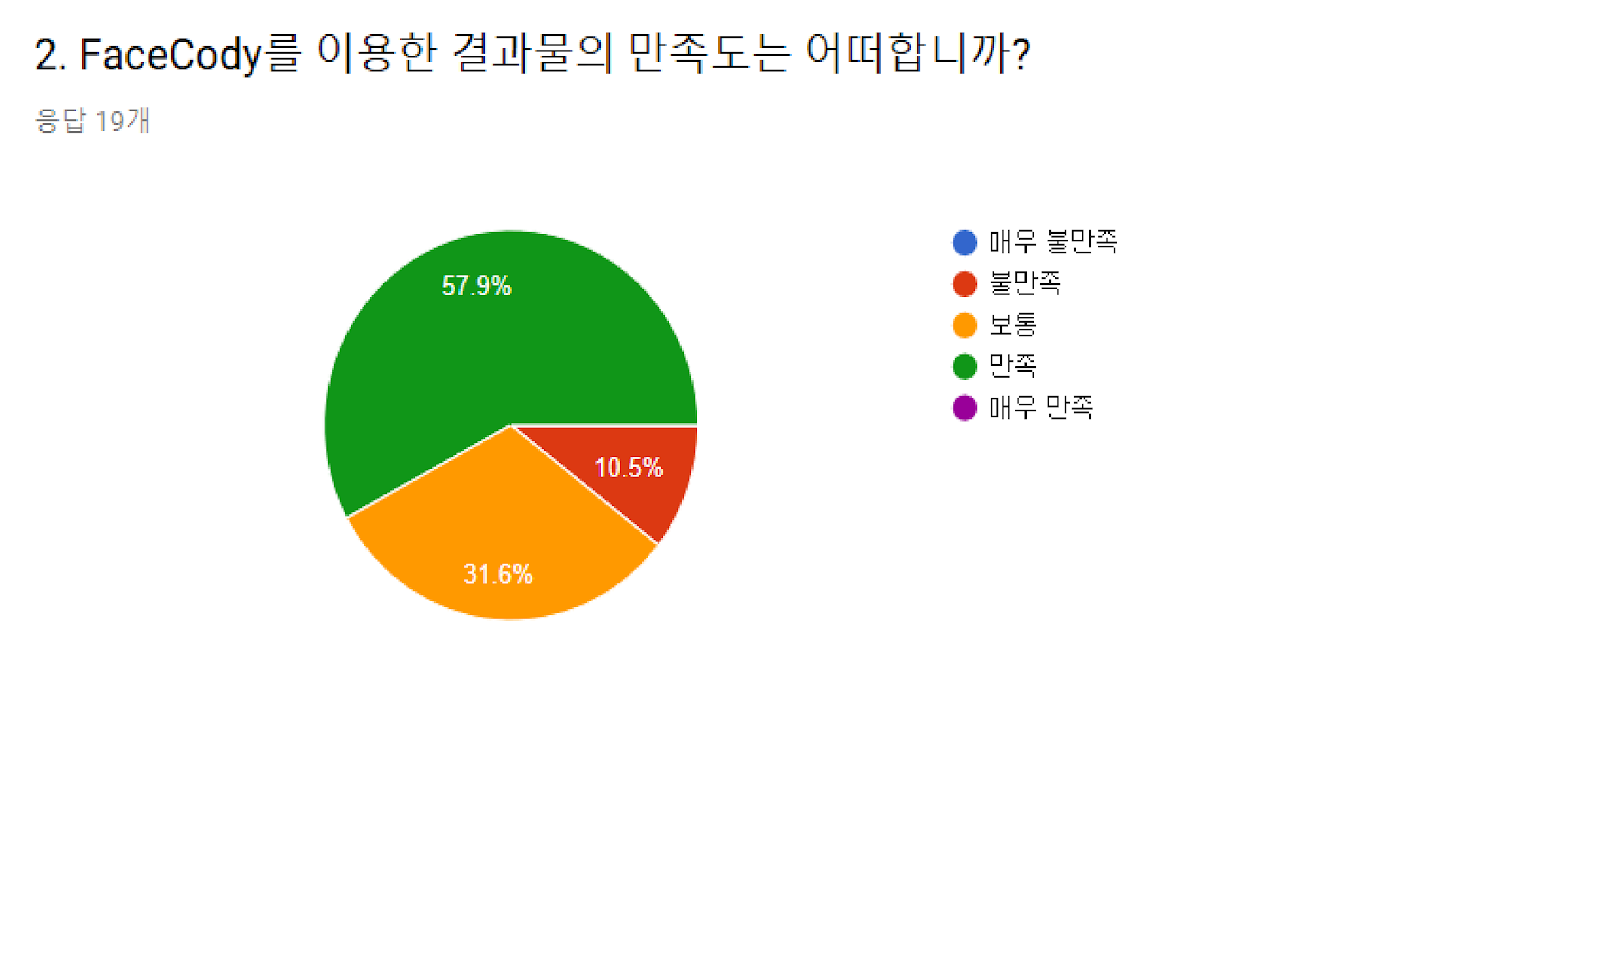 2. FaceCody를 이용한 결과물의 만족도는 어떠합니까?
응답 19개
57.9%
10.5%
31.6%
매우 불만족
불만족
보통
만족
매우 만족